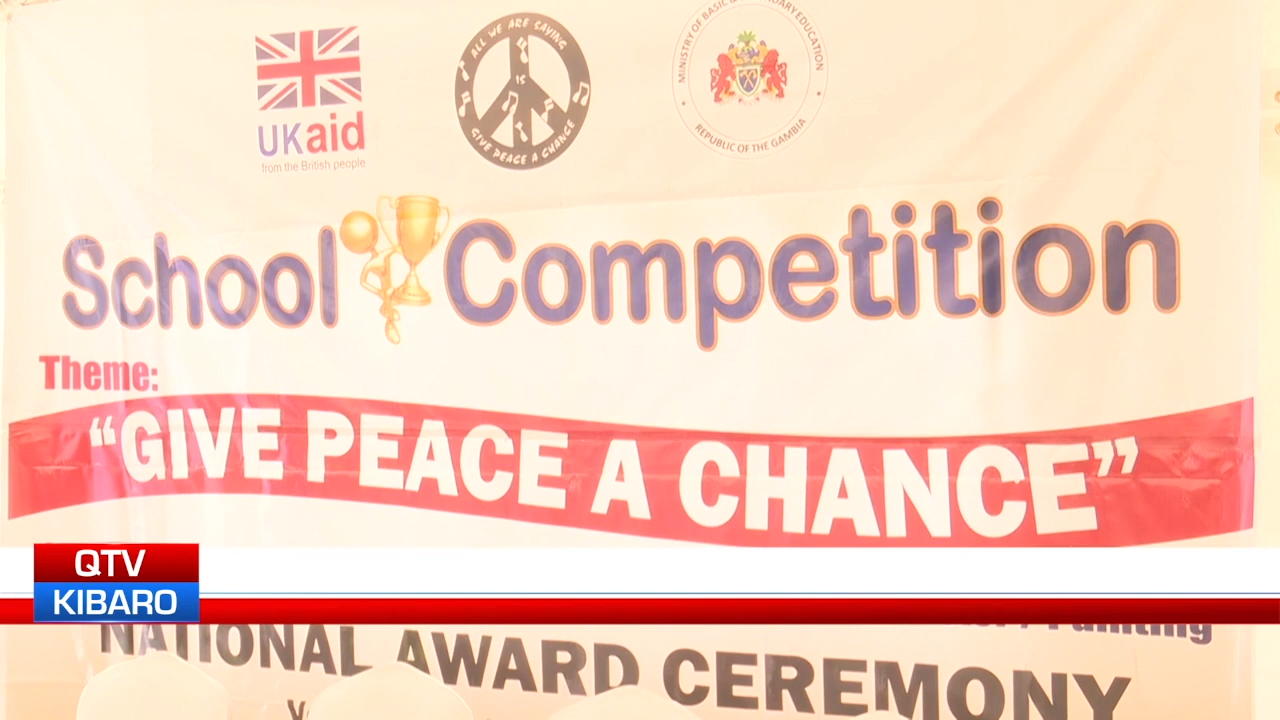 UKaid
from the British people
ALL WE ARE SAYING
IS
GIVE PEACE A CHANCE
MINISTRY OF BASIC
EDUCATION
REPUBLIC OF THE GAMBIA
School Competition
Theme:
“GIVE PEACE A CHANCE”
QTV
KIBARO
Painting
NATIONAL AWARD CEREMONY